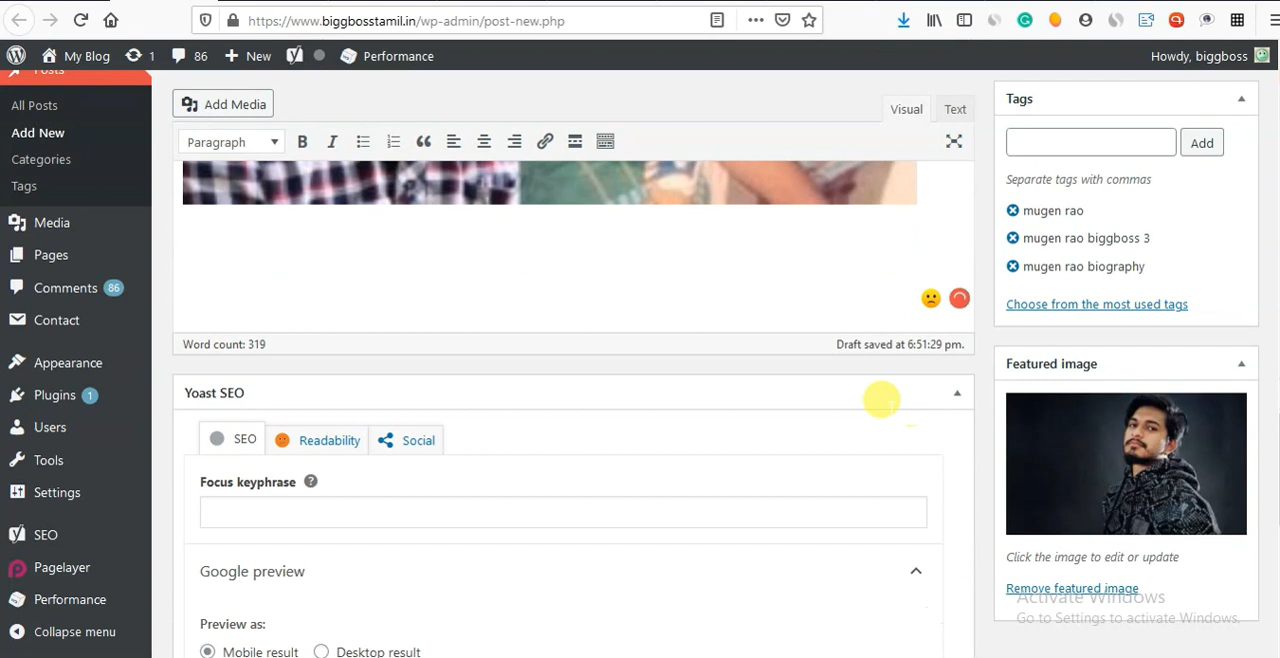 https://www.biggbosstamil.in/wp-admin/post-new.php
My Blog 1 86 New Performance Howdy, biggboss
Posts
All Posts
Add New
Categories
Tags
Media
Pages
Comments 86
Contact
Appearance
Plugins 1
Users
Tools
Settings
SEO
Pagelayer
Performance
Collapse menu
Add Media
Visual Text
Paragraph
Word count: 319 Draft saved at 6:51:29 pm.
Yoast SEO
SEO Readability Social
Focus keyphrase ?
Google preview
Preview as:
Mobile result Desktop result
Tags
Add
Separate tags with commas
mugen rao
mugen rao biggboss 3
mugen rao biography
Choose from the most used tags
Featured image
Click the image to edit or update
Remove featured image
Activate Windows
Go to Settings to activate Windows.